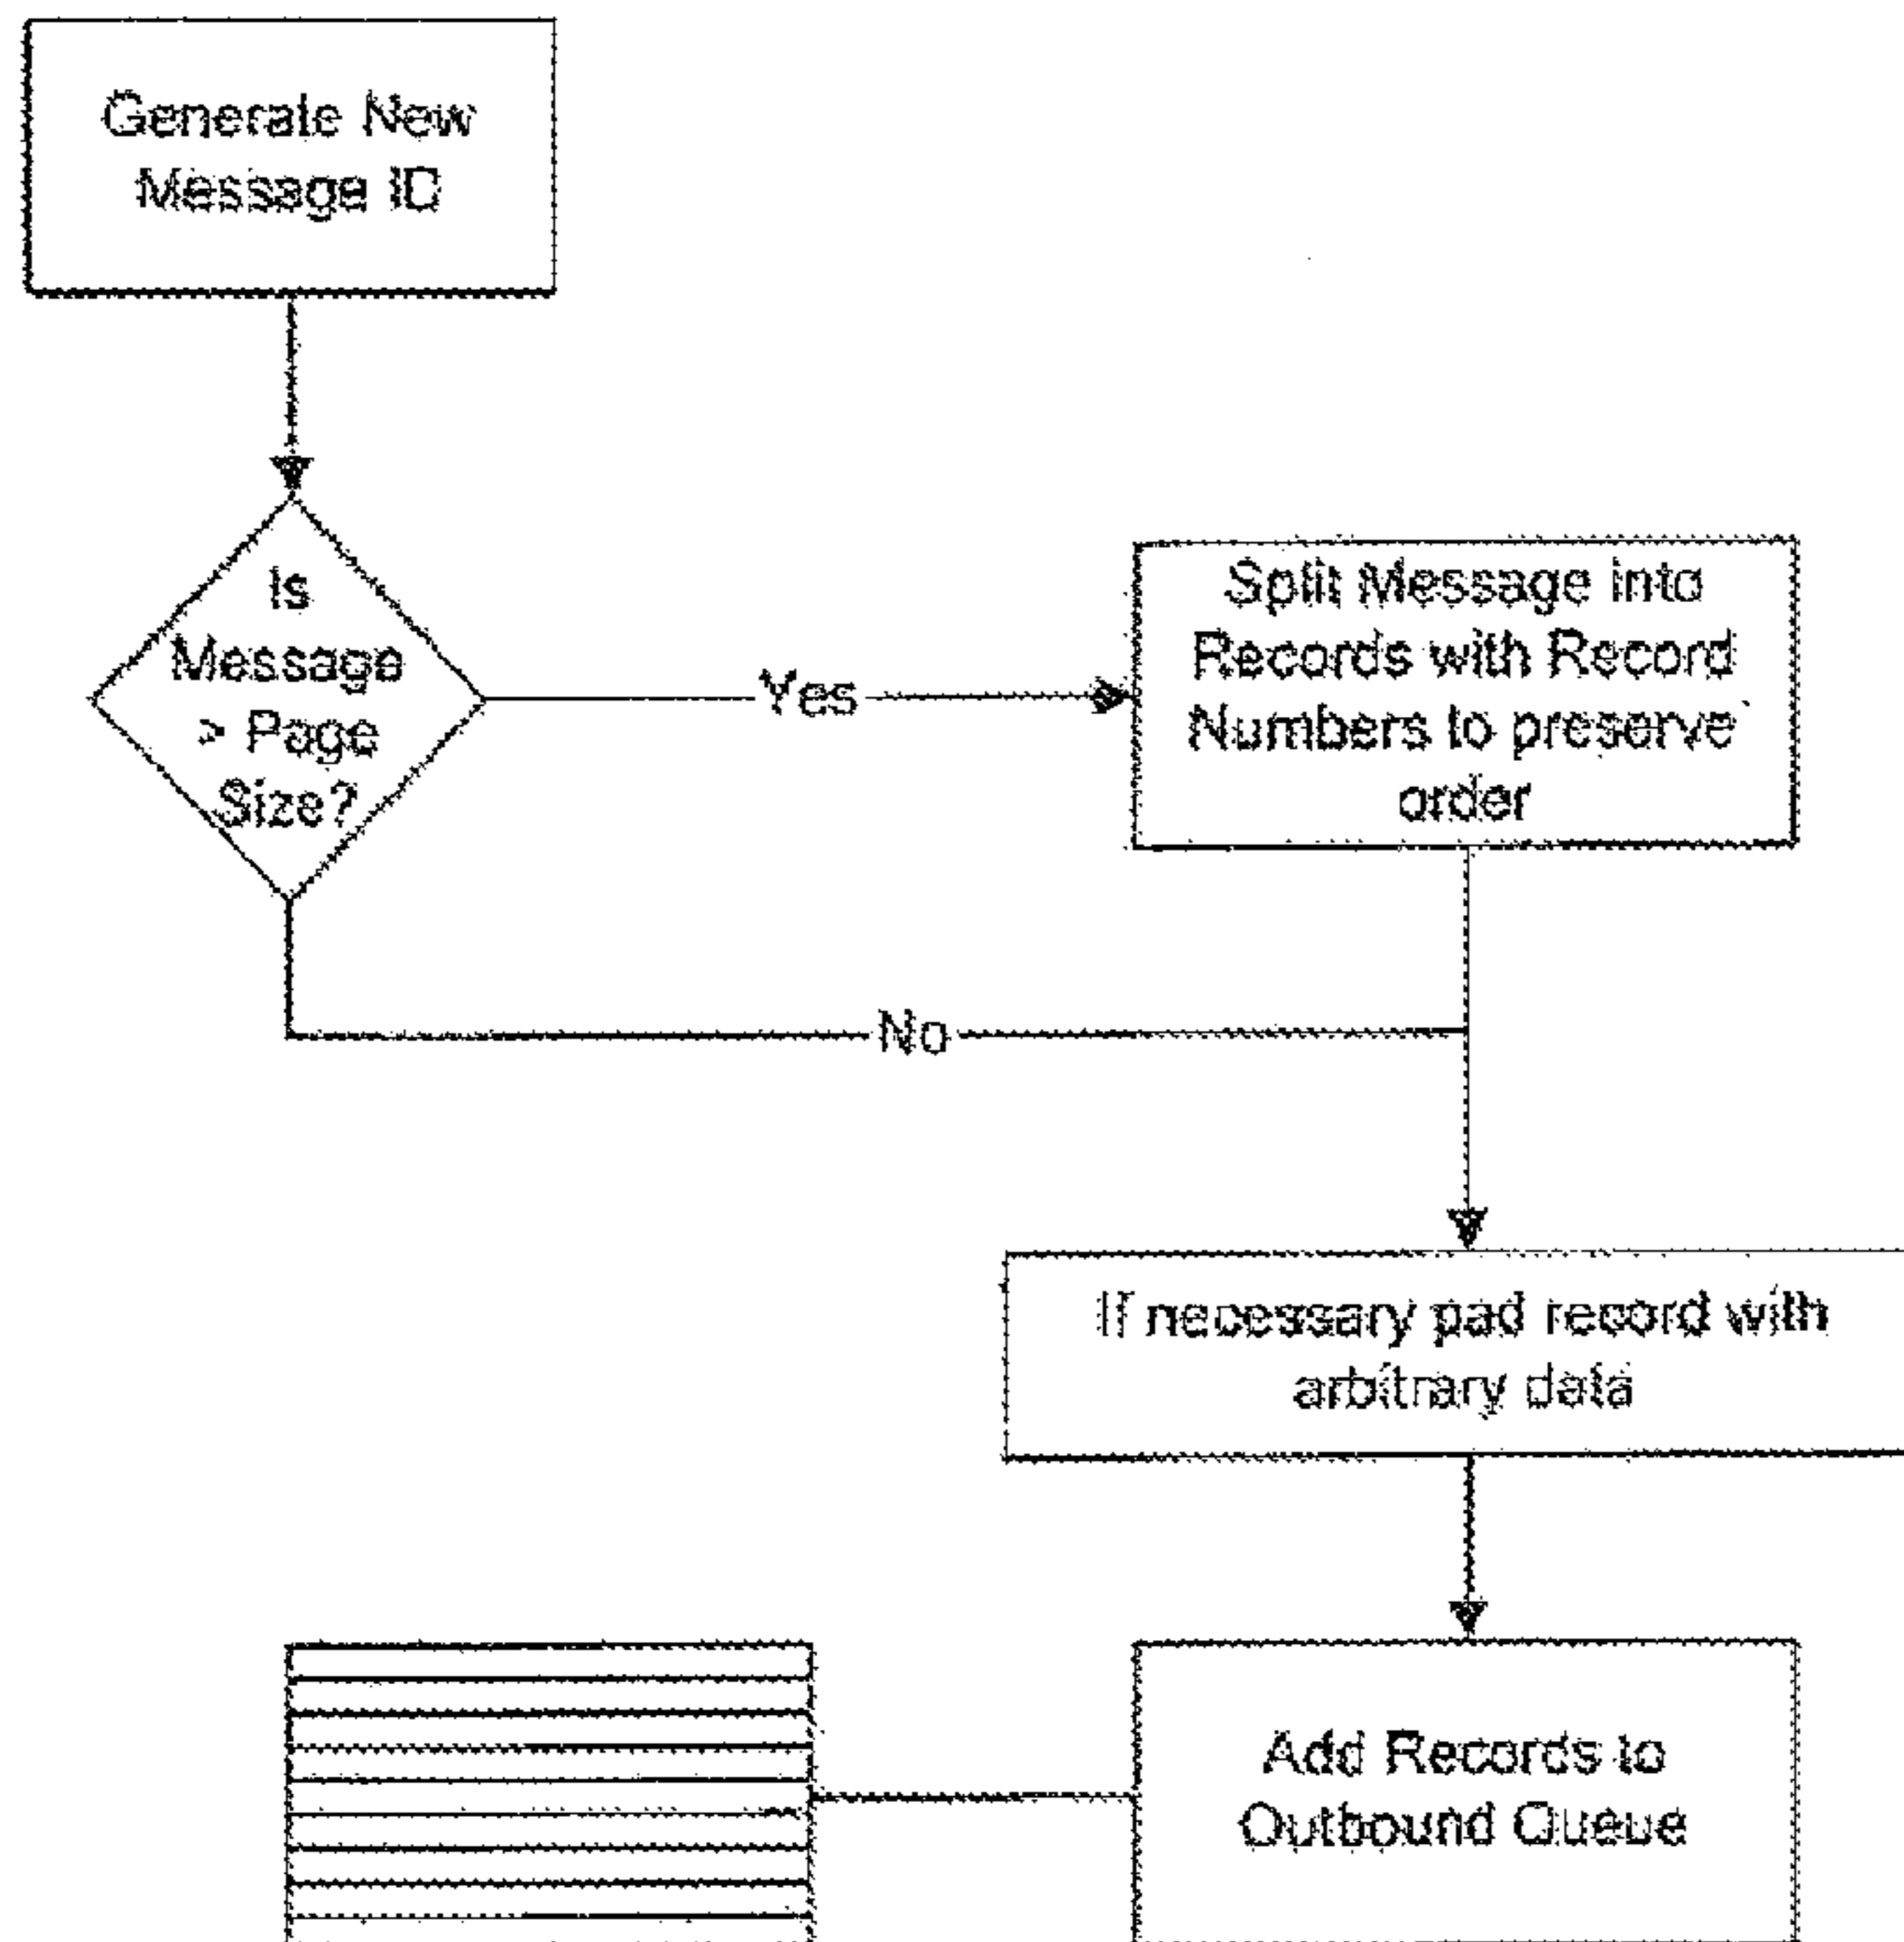 Generate New
Message ID
Is
Message
> Page
Size?
Yes
Split Message into
Records with Record
Numbers to preserve
order
No
If necessary pad record with
arbitrary data
Add Records to
Outbound Queue